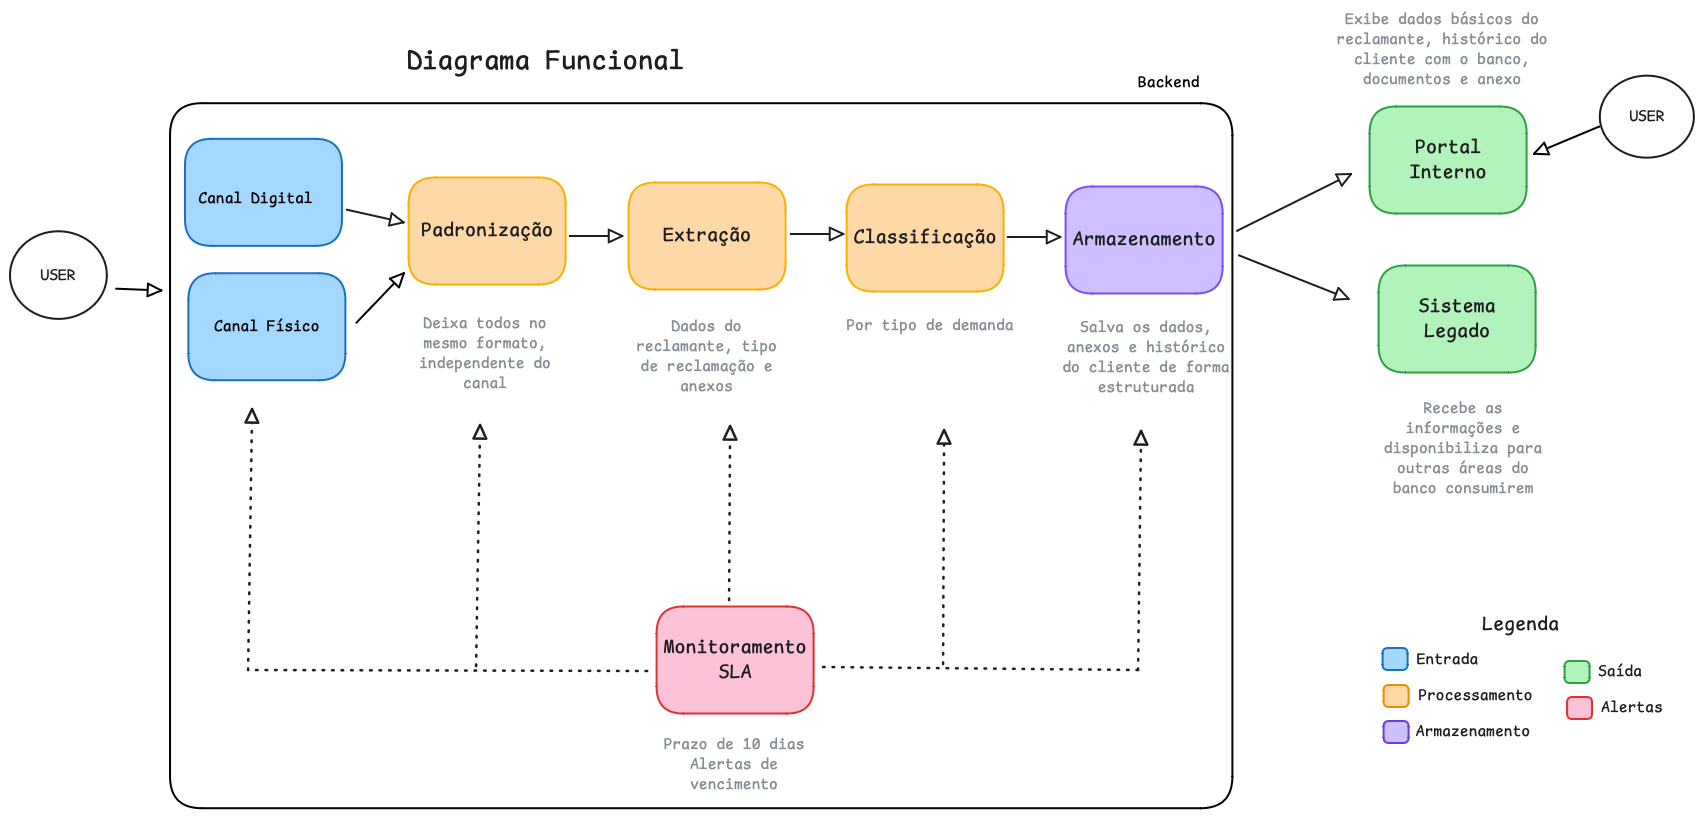 Diagrama Funcional
Backend
Exibe dados básicos do
reclamante, histórico do
cliente com o banco,
documentos e anexo
USER
Canal Digital
Canal Físico
USER
Padronização
Deixa todos no
mesmo formato,
independente do
canal
Extração
Dados do
reclamante, tipo
de reclamação e
anexos
Classificação
Por tipo de demanda
Armazenamento
Salva os dados,
anexos e histórico
do cliente de forma
estruturada
Portal
Interno
USER
Sistema
Legado
Recebe as
informações e
disponibiliza para
outras áreas do
banco consumirem
Monitoramento
SLA
Prazo de 10 dias
Alertas de
vencimento
Legenda
Entrada
Processamento
Armazenamento
Saída
Alertas